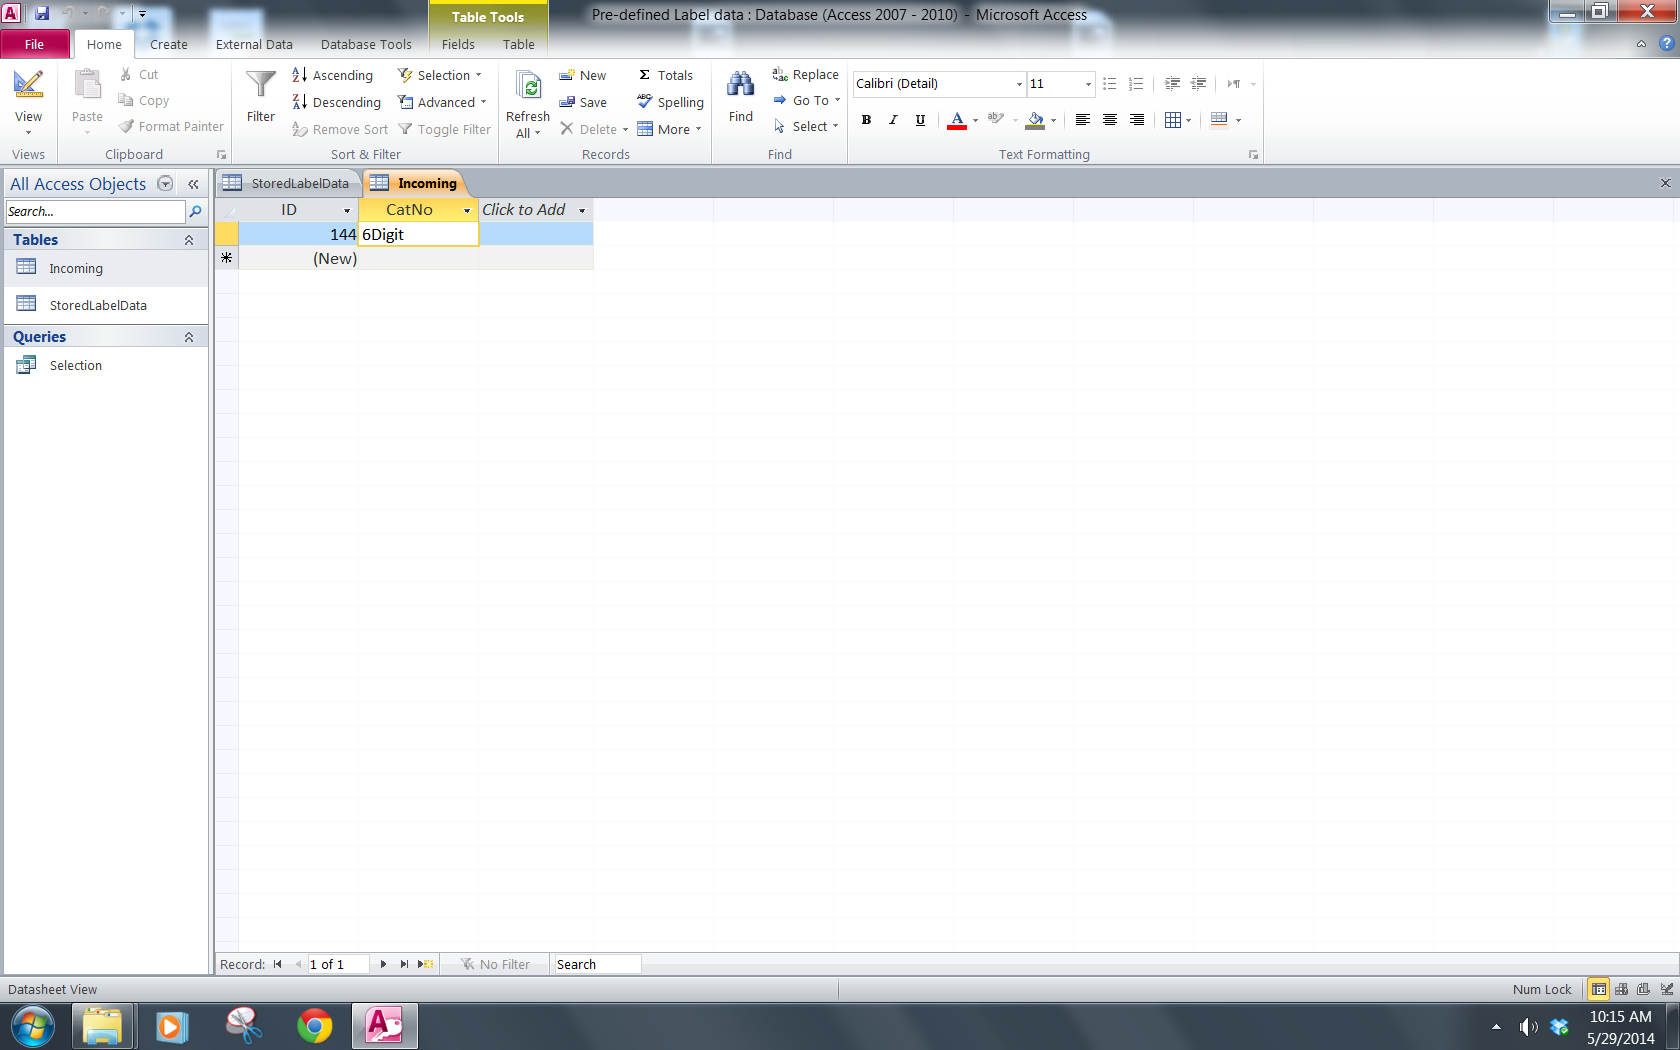 Pre-defined Label data : Database (Access 2007 - 2010) - Microsoft Access
Table Tools
File Home Create External Data Database Tools Fields Table
View
Views
Paste
Cut
Copy
Format Painter
Clipboard
Filter
Ascending
Descending
Remove Sort
Selection
Advanced
Toggle Filter
Sort & Filter
Refresh
All
New
Save
Delete
Totals
Spelling
More
Records
Find
Replace
Go To
Select
Find
Calibri (Detail) 11
B I U A
Text Formatting
All Access Objects
Search...
Tables
Incoming
StoredLabelData
Queries
Selection
StoredLabelData Incoming
ID CatNo Click to Add
144 6Digit
(New)
Record: 1 of 1 No Filter Search
Datasheet View Num Lock
10:15 AM
5/29/2014